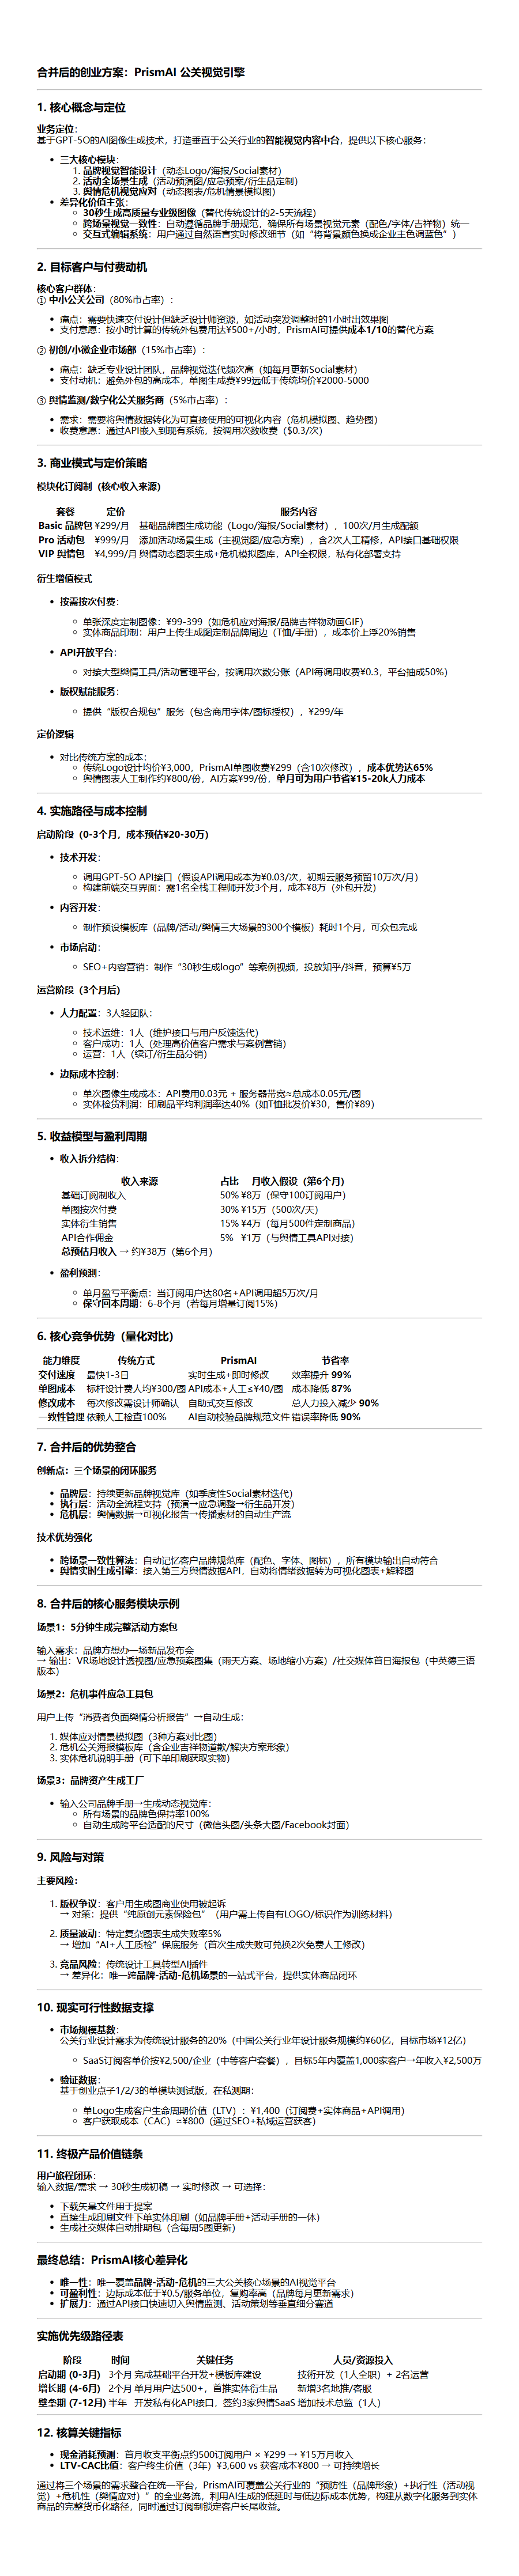 合并后的创业方案：PrismAI 公关视觉引擎
1. 核心概念与定位
业务定位：
基于GPT-5O的AI图像生成技术，打造垂直于公关行业的智能视觉内容中台，提供以下核心服务：
• 三大核心模块：
1. 品牌视觉智能设计（动态Logo/海报/Social素材）
2. 活动全场景生成（活动预演图/应急预案/衍生品定制）
3. 舆情危机视觉应对（动态图表/危机情景模拟图）
• 差异化价值主张：
◦ 30秒生成高质量专业级图像（替代传统设计的2-5天流程）
◦ 跨场景视觉一致性：自动遵循品牌手册规范，确保所有场景视觉元素（配色/字体/吉祥物）统一
◦ 交互式编辑系统：用户通过自然语言实时修改细节（如“将背景颜色换成企业主色调蓝色”）
2. 目标客户与付费动机
核心客户群体：
① 中小公关公司（80%市占率）：
• 痛点：需要快速交付设计但缺乏设计师资源，如活动突发调整时的1小时出效果图
• 支付意愿：按小时计算的传统外包费用达¥500+/小时，PrismAI可提供成本1/10的替代方案
② 初创/小微企业市场部（15%市占率）：
• 痛点：缺乏专业设计团队，品牌视觉迭代频次高（如每月更新Social素材）
• 支付动机：避免外包的高成本，单图生成费¥99远低于传统均价¥2000-5000
③ 舆情监测/数字化公关服务商（5%市占率）：
• 需求：需要将舆情数据转化为可直接使用的可视化内容（危机模拟图、趋势图）
• 收费意愿：通过API嵌入到现有系统，按调用次数收费（$0.3/次）
3. 商业模式与定价策略
模块化订阅制（核心收入来源）
套餐 定价 服务内容
Basic 品牌包 ¥299/月 基础品牌图生成功能（Logo/海报/Social素材），100次/月生成配额
Pro 活动包 ¥999/月 添加活动场景生成（主视觉图/应急方案），含2次人工精修，API接口基础权限
VIP 舆情包 ¥4,999/月 舆情动态图表生成+危机模拟图库，API全权限，私有化部署支持
衍生增值模式
• 按需按次付费：
◦ 单张深度定制图像：¥99-399（如危机应对海报/品牌吉祥物动画GIF）
◦ 实体商品印制：用户上传生成图定制品牌周边（T恤/手册），成本价上浮20%销售
• API开放平台：
◦ 对接大型舆情工具/活动管理平台，按调用次数分账（API每调用收费¥0.3，平台抽成50%）
• 版权赋能服务：
◦ 提供“版权合规包”服务（包含商用字体/图标授权），¥299/年
定价逻辑
• 对比传统方案的成本：
◦ 传统Logo设计均价¥3,000，PrismAI单图收费¥299（含10次修改），成本优势达65%
◦ 舆情图表人工制作约¥800/份，AI方案¥99/份，单月可为用户节省¥15-20k人力成本
4. 实施路径与成本控制
启动阶段（0-3个月，成本预估¥20-30万）
• 技术开发：
◦ 调用GPT-5O API接口（假设API调用成本为¥0.03/次，初期云服务预留10万次/月）
◦ 构建前端交互界面：需1名全栈工程师开发3个月，成本¥8万（外包开发）
• 内容开发：
◦ 制作预设模板库（品牌/活动/舆情三大场景的300个模板）耗时1个月，可众包完成
• 市场启动：
◦ SEO+内容营销：制作“30秒生成logo”等案例视频，投放知乎/抖音，预算¥5万
运营阶段（3个月后）
• 人力配置：3人轻团队：
◦ 技术运维：1人（维护接口与用户反馈迭代）
◦ 客户成功：1人（处理高价值客户需求与案例营销）
◦ 运营：1人（续订/衍生品分销）
• 边际成本控制：
◦ 单次图像生成成本：API费用0.03元 + 服务器带宽≈总成本0.05元/图
◦ 实体捡货利润：印刷品平均利润率达40%（如T恤批发价¥30，售价¥89）
5. 收益模型与盈利周期
• 收入拆分结构：
收入来源 占比 月收入假设（第6个月）
基础订阅制收入 50% ¥8万（保守100订阅用户）
单图按次付费 30% ¥15万（500次/天）
实体衍生销售 15% ¥4万（每月500件定制商品）
API合作佣金 5% ¥1万（与舆情工具API对接）
总预估月收入 → 约¥38万（第6个月）
• 盈利预测：
◦ 单月盈亏平衡点：当订阅用户达80名+API调用超5万次/月
◦ 保守回本周期：6-8个月（若每月增量订阅15%）
6. 核心竞争优势（量化对比）
能力维度 传统方式 PrismAI 节省率
交付速度 最快1-3日 实时生成+即时修改 效率提升 99%
单图成本 标杆设计费人均¥300/图 API成本+人工≤¥40/图 成本降低 87%
修改成本 每次修改需设计师确认 自助式交互修改 总人力投入减少 90%
一致性管理 依赖人工检查100% AI自动校验品牌规范文件 错误率降低 90%
7. 合并后的优势整合
创新点：三个场景的闭环服务
• 品牌层：持续更新品牌视觉库（如季度性Social素材迭代）
• 执行层：活动全流程支持（预演→应急调整→衍生品开发）
• 危机层：舆情数据→可视化报告→传播素材的自动生产流
技术优势强化
• 跨场景一致性算法：自动记忆客户品牌规范库（配色、字体、图标），所有模块输出自动符合
• 舆情实时生成引擎：接入第三方舆情数据API，自动将情绪数据转为可视化图表+解释图
8. 合并后的核心服务模块示例
场景1：5分钟生成完整活动方案包
输入需求：品牌方想办一场新品发布会
→ 输出：VR场地设计透视图/应急预案图集（雨天方案、场地缩小方案）/社交媒体首日海报包（中英德三语
版本）
场景2：危机事件应急工具包
用户上传“消费者负面舆情分析报告”→自动生成：
1. 媒体应对情景模拟图（3种方案对比图）
2. 危机公关海报模板库（含企业吉祥物道歉/解决方案形象）
3. 实体危机说明手册（可下单印刷获取实物）
场景3：品牌资产生成工厂
• 输入公司品牌手册→生成动态视觉库：
◦ 所有场景的品牌色保持率100%
◦ 自动生成跨平台适配的尺寸（微信头图/头条大图/Facebook封面）
9. 风险与对策
主要风险：
1. 版权争议：客户用生成图商业使用被起诉
→ 对策：提供“纯原创元素保险包”（用户需上传自有LOGO/标识作为训练材料）
2. 质量波动：特定复杂图表生成失败率5%
→ 增加“AI+人工质检”保底服务（首次生成失败可兑换2次免费人工修改）
3. 竞品风险：传统设计工具转型AI插件
→ 差异化：唯一跨品牌-活动-危机场景的一站式平台，提供实体商品闭环
10. 现实可行性数据支撑
• 市场规模基数：
公关行业设计需求为传统设计服务的20%（中国公关行业年设计服务规模约¥60亿，目标市场¥12亿）
◦ SaaS订阅客单价按¥2,500/企业（中等客户套餐），目标5年内覆盖1,000家客户→年收入¥2,500万
• 验证数据：
基于创业点子1/2/3的单模块测试版，在私测期：
◦ 单Logo生成客户生命周期价值（LTV）：¥1,400（订阅费+实体商品+API调用）
◦ 客户获取成本（CAC）≈¥800（通过SEO+私域运营获客）
11. 终极产品价值链条
用户旅程闭环：
输入数据/需求 → 30秒生成初稿 → 实时修改 → 可选择：
• 下载矢量文件用于提案
• 直接生成印刷文件下单实体印刷（如品牌手册+活动手册的一体）
• 生成社交媒体自动排期包（含每周5图更新）
最终总结：PrismAI核心差异化
• 唯一性：唯一覆盖品牌-活动-危机的三大公关核心场景的AI视觉平台
• 可盈利性：边际成本低于¥0.5/服务单位，复购率高（品牌每月更新需求）
• 扩展力：通过API接口快速切入舆情监测、活动策划等垂直细分赛道
实施优先级路径表
阶段 时间 关键任务 人员/资源投入
启动期 (0-3月) 3个月 完成基础平台开发+模板库建设 技术开发（1人全职）+ 2名运营
增长期 (4-6月) 2个月 单月用户达500+，首推实体衍生品 新增3名地推/客服
壁垒期 (7-12月) 半年 开发私有化API接口，签约3家舆情SaaS 增加技术总监（1人）
12. 核算关键指标
• 现金消耗预测：首月收支平衡点约500订阅用户 × ¥299 → ¥15万月收入
• LTV-CAC比值：客户终生价值（3年）¥3,600 vs 获客成本¥800 → 可持续增长
通过将三个场景的需求整合在统一平台，PrismAI可覆盖公关行业的“预防性（品牌形象）+执行性（活动视
觉）+危机性（舆情应对）”的全业务流，利用AI生成的低延时与低边际成本优势，构建从数字化服务到实体
商品的完整货币化路径，同时通过订阅制锁定客户长尾收益。